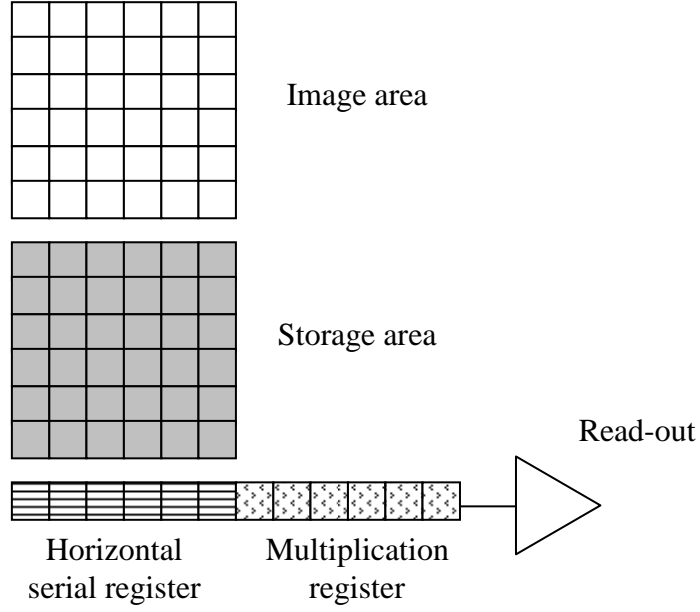 Image area
Storage area
Read-out
Horizontal
serial register
Multiplication
register